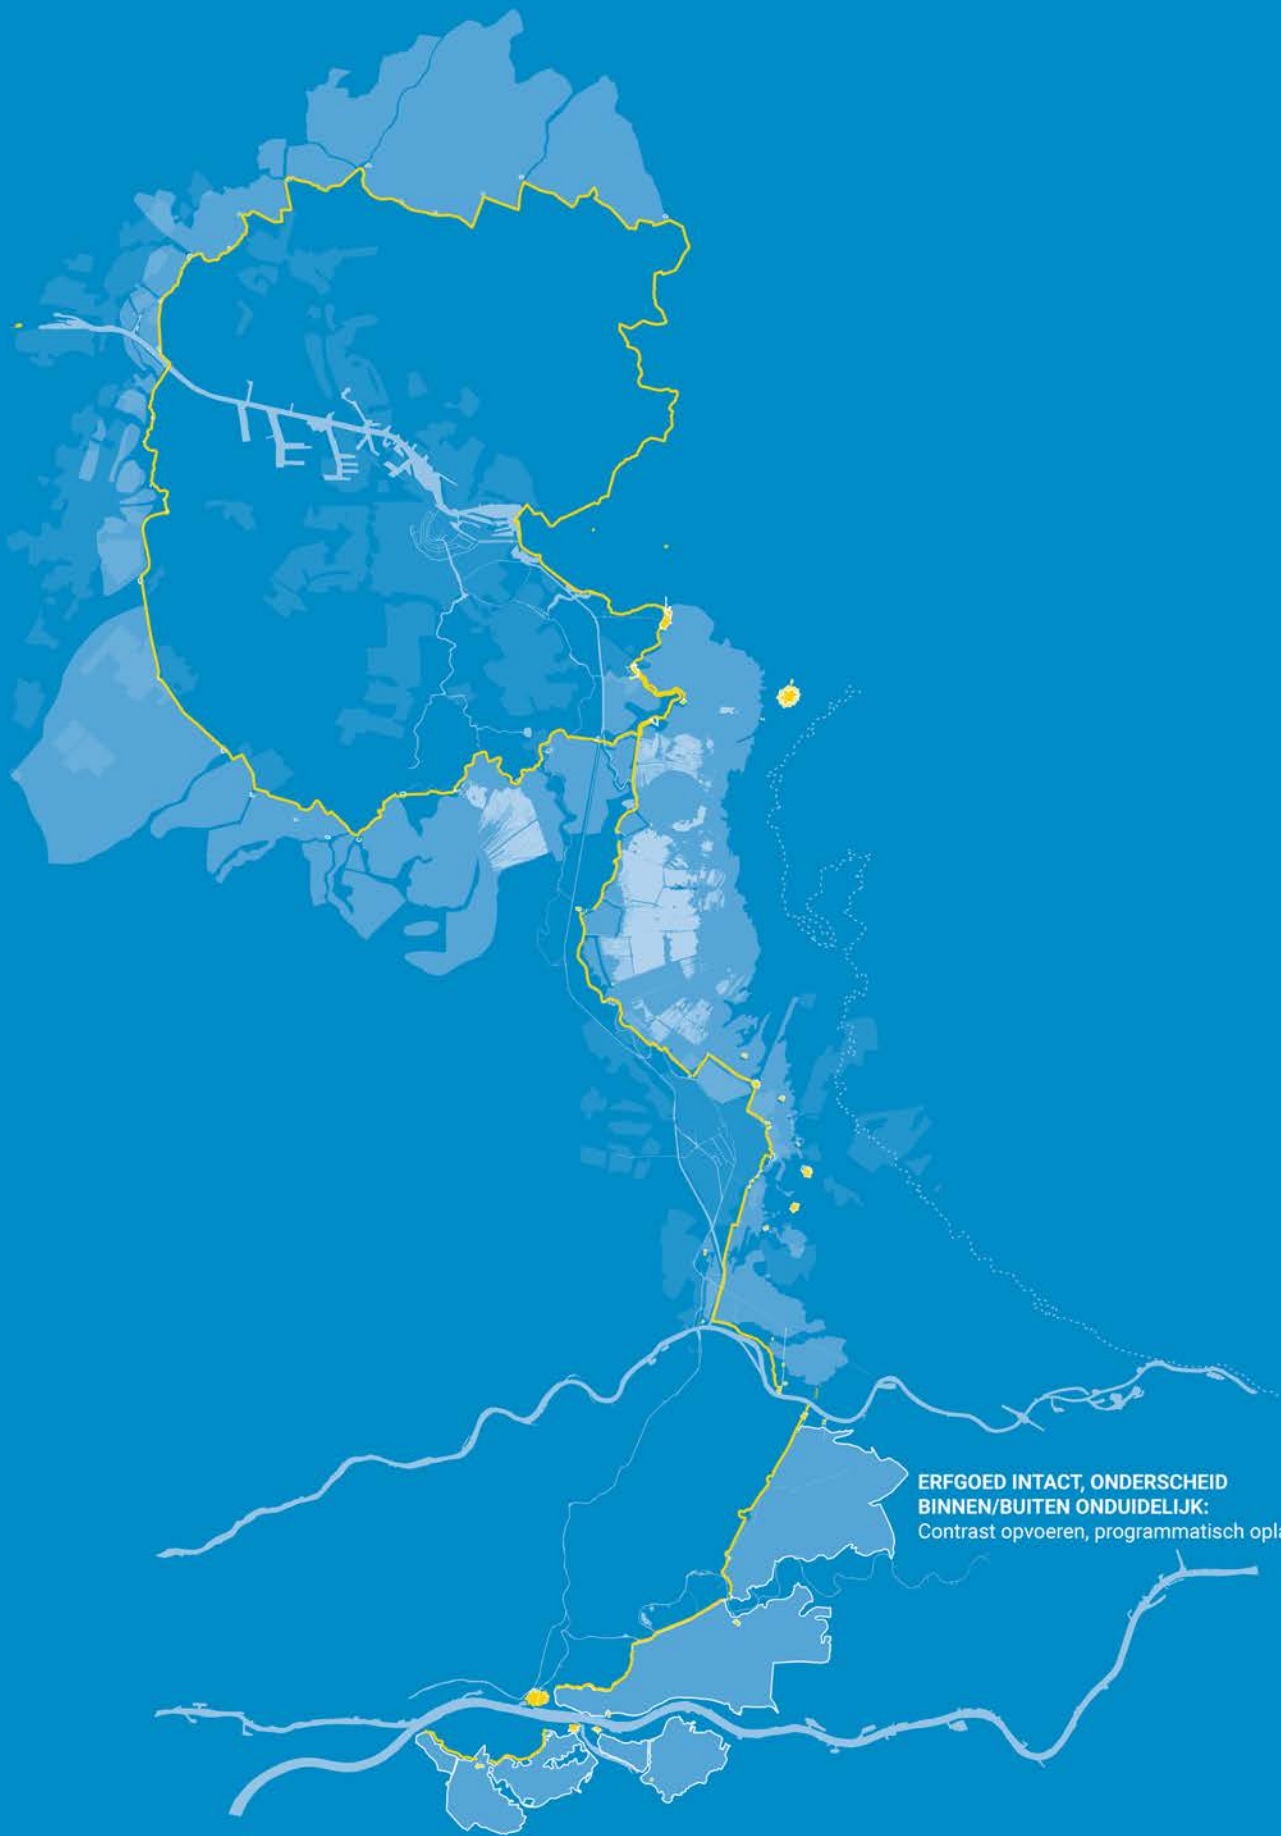 ERFGOED INTACT, ONDERSCHEID
BINNEN/BUITEN ONDUIDELIJK:
Contrast opvoeren, programmatisch